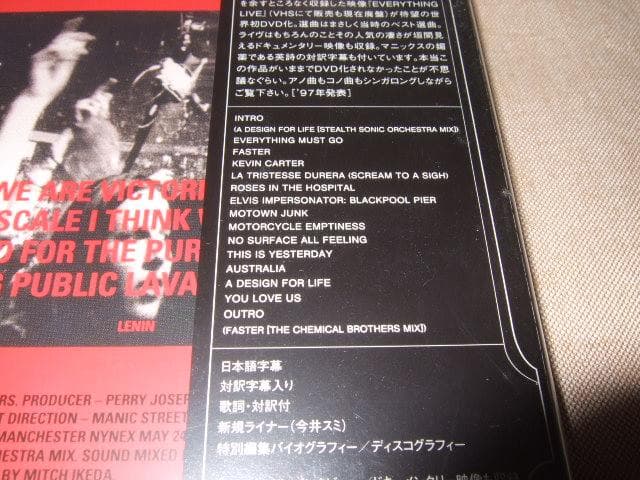 を余すところなく収録した映像『EVERYTHING
LIVE』(VHSにて販売も現在廃盤)が待望の世
界初DVD化。選曲はまさしく当時のベスト選曲。
ライヴはもちろんのことその人気の凄さが垣間見
えるドキュメンタリー映像も収録。マニックスの媚
薬である英詩の対訳字幕も付いています。本当こ
の作品がいままでDVD化されなかったことが不思
議なぐらい。アノ曲もコノ曲もシンガロングしながら
ご覧下さい。['97年発表]
INTRO
(A DESIGN FOR LIFE [STEALTH SONIC ORCHESTRA MIX])
EVERYTHING MUST GO
FASTER
KEVIN CARTER
LA TRISTESSE DURERA (SCREAM TO A SIGH)
ROSES IN THE HOSPITAL
ELVIS IMPERSONATOR: BLACKPOOL PIER
MOTOWN JUNK
MOTORCYCLE EMPTINESS
NO SURFACE ALL FEELING
THIS IS YESTERDAY
AUSTRALIA
A DESIGN FOR LIFE
YOU LOVE US
OUTRO
(FASTER [THE CHEMICAL BROTHERS MIX])
日本語字幕
対訳字幕入り
歌詞・対訳付
新規ライナー(今井スミ)
特別編集バイオグラフィー/ディスコグラフィー
WE ARE VICTORI
SCALE I THINK
FOR THE PUR
PUBLIC LAVA
LENIN
RS. PRODUCER – PERRY JOSEP
T DIRECTION – MANIC STREET
MANCHESTER NYNEX MAY 24
STRA MIX. SOUND MIXED
BY MITCH IKEDA.